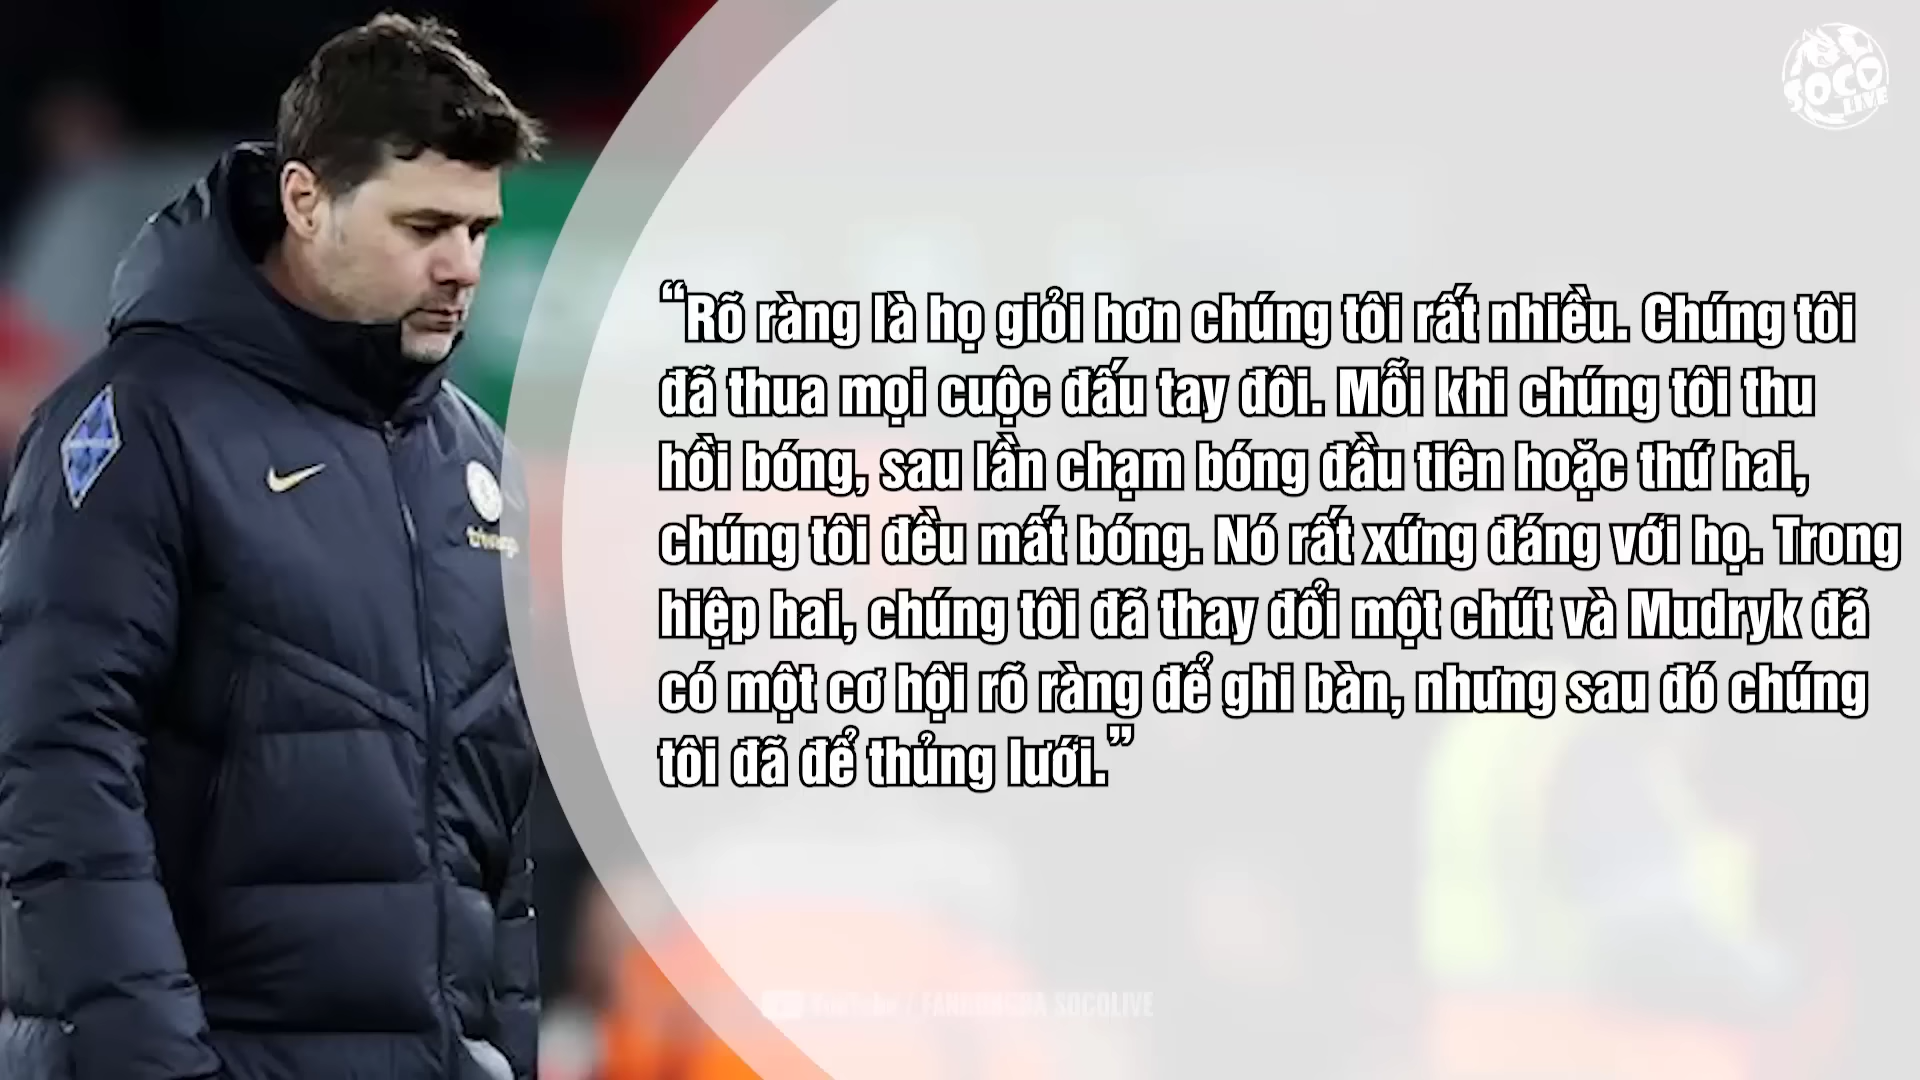 SOCO
LIVE
“Rõ ràng là họ giỏi hơn chúng tôi rất nhiều. Chúng tôi
đã thua mọi cuộc đấu tay đôi. Mỗi khi chúng tôi thu
hồi bóng, sau lần chạm bóng đầu tiên hoặc thứ hai,
chúng tôi đều mất bóng. Nó rất xứng đáng với họ. Trong
hiệp hai, chúng tôi đã thay đổi một chút và Mudryk đã
có một cơ hội rõ ràng để ghi bàn, nhưng sau đó chúng
tôi đã để thủng lưới.”
YouTube / SOCOLIVE